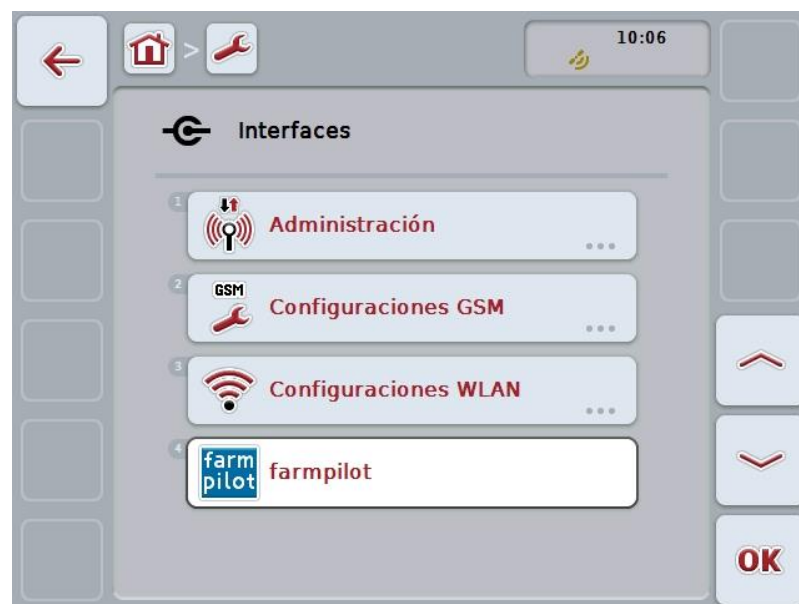 10:06
Interfaces
1
Administración
2
GSM
Configuraciones GSM
3
Configuraciones WLAN
4
farm
pilot
farmpilot
OK